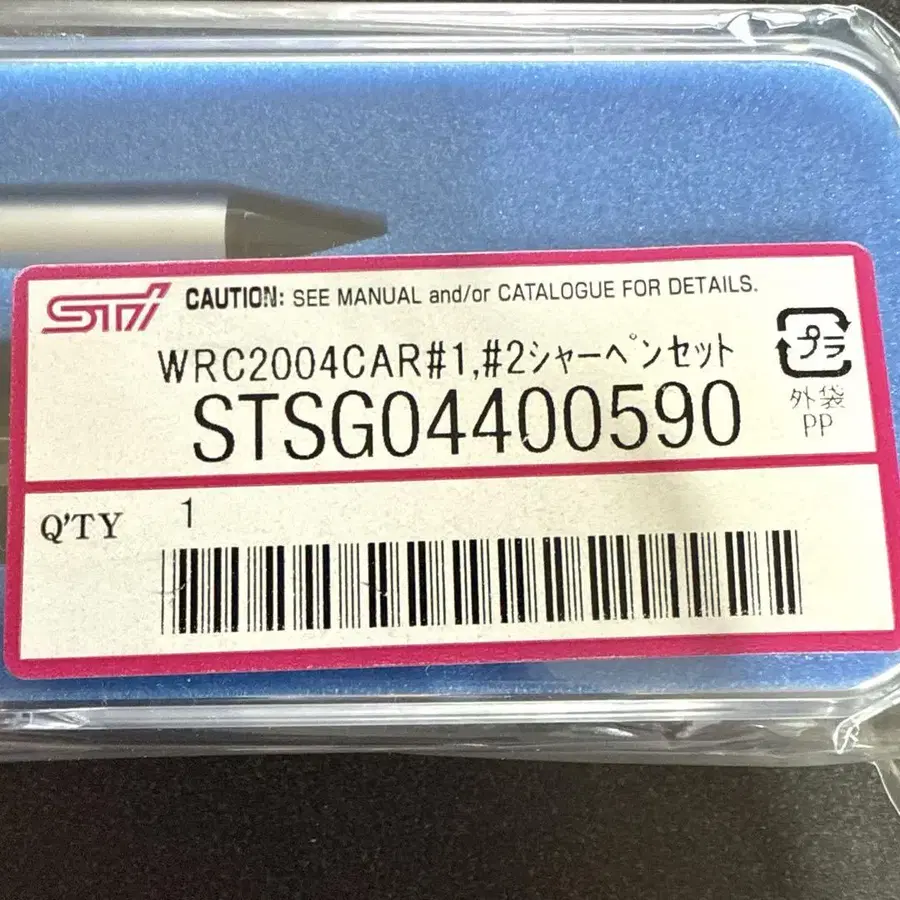 STI CAUTION: SEE MANUAL and/or CATALOGUE FOR DETAILS.
WRC2004CAR#1,#2シャーペンセット
STSG04400590
プラ
外袋
PP
Q'TY 1